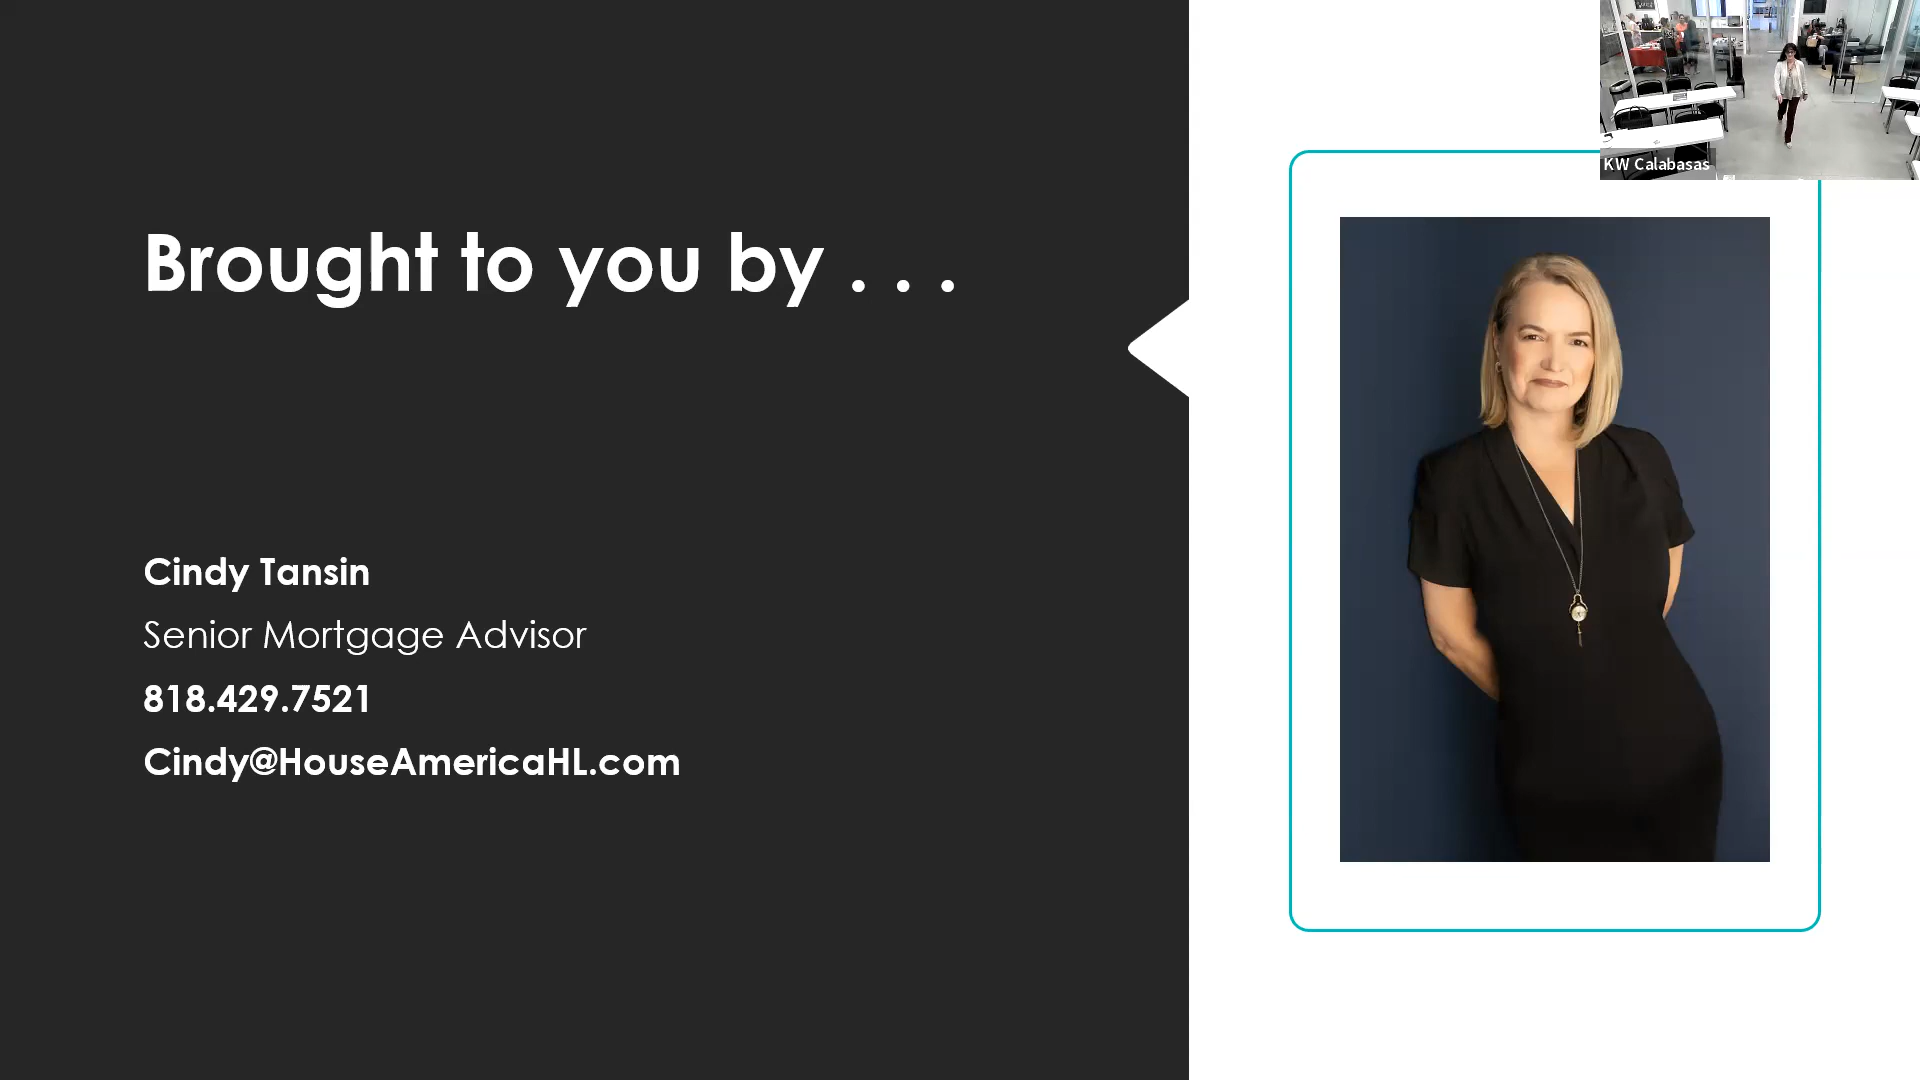 Brought to you by . . .
Cindy Tansin
Senior Mortgage Advisor
818.429.7521
Cindy@HouseAmericaHL.com
KW Calabasas